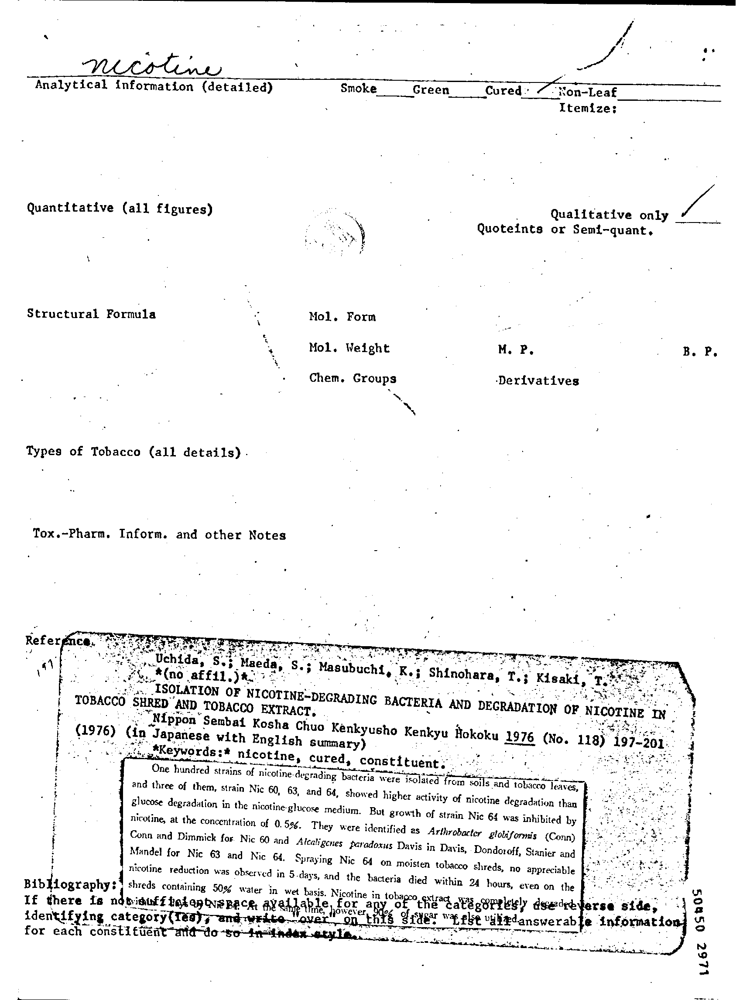 nicotine
Analytical information (detailed) Smoke Green Cured Non-Leaf
Itemize:
Quantitative (all figures)
Qualitative only
Quoteints or Semi-quant.
Structural Formula Mol. Form
Mol. Weight M. P. B. P.
Chem. Groups Derivatives
Types of Tobacco (all details)
Tox.-Pharm. Inform. and other Notes
Reference.
Uchida, S.; Maeda, S.; Masubuchi, K.; Shinohara, T.; Kisaki, T.
*(no affil.)*
ISOLATION OF NICOTINE-DEGRADING BACTERIA AND DEGRADATION OF NICOTINE IN
TOBACCO SHRED AND TOBACCO EXTRACT.
Nippon Sembai Kosha Chuo Kenkyusho Kenkyu Hokoku 1976 (No. 118) 197-201
(1976) (in Japanese with English summary)
*Keywords:* nicotine, cured, constituent.
One hundred strains of nicotine degrading bacteria were isolated from soils and tobacco leaves,
and three of them, strain Nic 60, 63, and 64, showed higher activity of nicotine degradation than
glucose degradation in the nicotine-glucose medium. But growth of strain Nic 64 was inhibited by
nicotine, at the concentration of 0.5%. They were identified as Arthrobacter globiformis (Conn)
Conn and Dimmick for Nic 60 and Alcaligenes paradoxus Davis in Davis, Dondoroff, Stanier and
Mandel for Nic 63 and Nic 64. Spraying Nic 64 on moisten tobacco shreds, no appreciable
nicotine reduction was observed in 5 days, and the bacteria died within 24 hours, even on the
shreds containing 50% water in wet basis. Nicotine in tobacco extract was completely
Bibliography:
If there is not sufficient space available for any of the categories, use reverse side,
identifying category(ies), and write "over" on this side. List all answerable information
for each constituent and do so in index style.
50450 2971